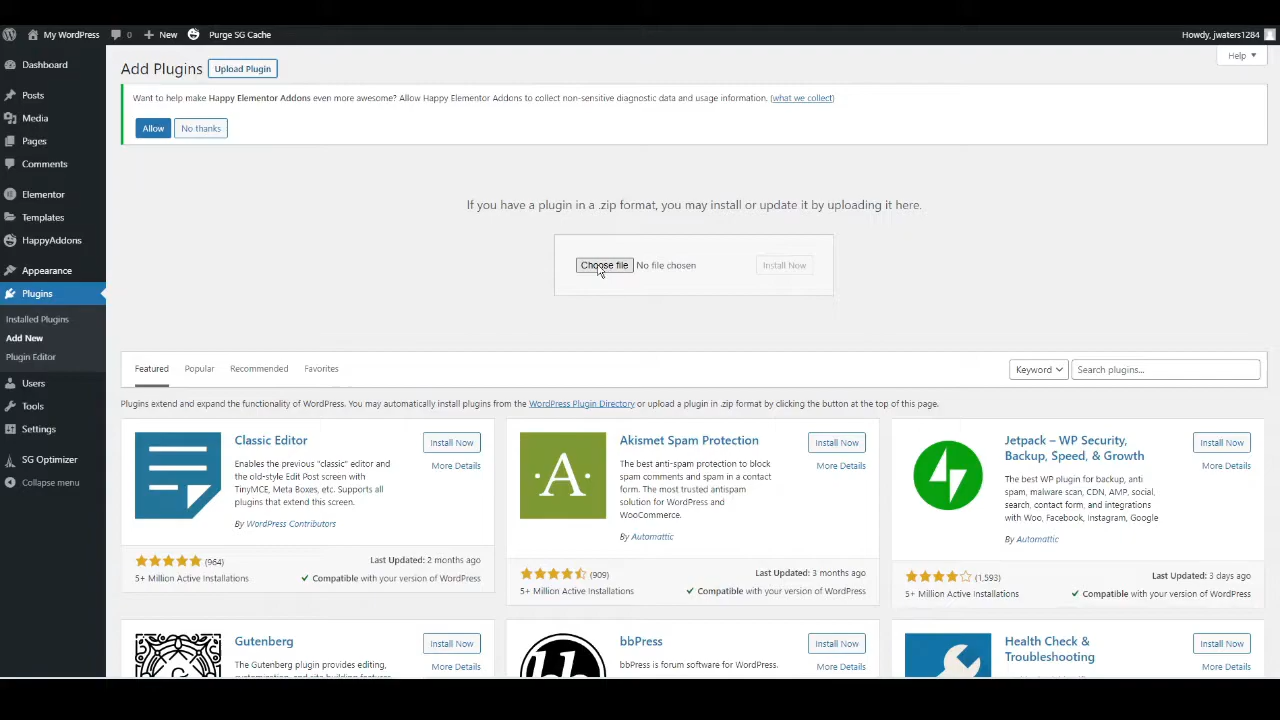 My WordPress
0
New
Purge SG Cache
Howdy, jwaters1284
Help
Dashboard
Posts
Media
Pages
Comments
Elementor
Templates
HappyAddons
Appearance
Plugins
Installed Plugins
Add New
Plugin Editor
Users
Tools
Settings
SG Optimizer
Collapse menu
Add Plugins
Upload Plugin
Want to help make Happy Elementor Addons even more awesome? Allow Happy Elementor Addons to collect non-sensitive diagnostic data and usage information. (what we collect)
Allow
No thanks
If you have a plugin in a .zip format, you may install or update it by uploading it here.
Choose file No file chosen
Install Now
Featured
Popular
Recommended
Favorites
Keyword
Search plugins...
Plugins extend and expand the functionality of WordPress. You may automatically install plugins from the WordPress Plugin Directory or upload a plugin in .zip format by clicking the button at the top of this page.
Classic Editor
Install Now
More Details
Enables the previous "classic" editor and
the old-style Edit Post screen with
TinyMCE, Meta Boxes, etc. Supports all
plugins that extend this screen.
By WordPress Contributors
(964)
5+ Million Active Installations
Last Updated: 2 months ago
Compatible with your version of WordPress
A
Akismet Spam Protection
Install Now
More Details
The best anti-spam protection to block
spam comments and spam in a contact
form. The most trusted antispam
solution for WordPress and
WooCommerce.
By Automattic
(909)
5+ Million Active Installations
Last Updated: 3 months ago
Compatible with your version of WordPress
Jetpack – WP Security,
Backup, Speed, & Growth
Install Now
More Details
The best WP plugin for backup, anti
spam, malware scan, CDN, AMP, social,
search, contact form, and integrations
with Woo, Facebook, Instagram, Google
By Automattic
(1,593)
5+ Million Active Installations
Last Updated: 3 days ago
Compatible with your version of WordPress
Gutenberg
Install Now
More Details
The Gutenberg plugin provides editing,
bb
bbPress
Install Now
More Details
bbPress is forum software for WordPress.
Health Check &
Troubleshooting
Install Now
More Details